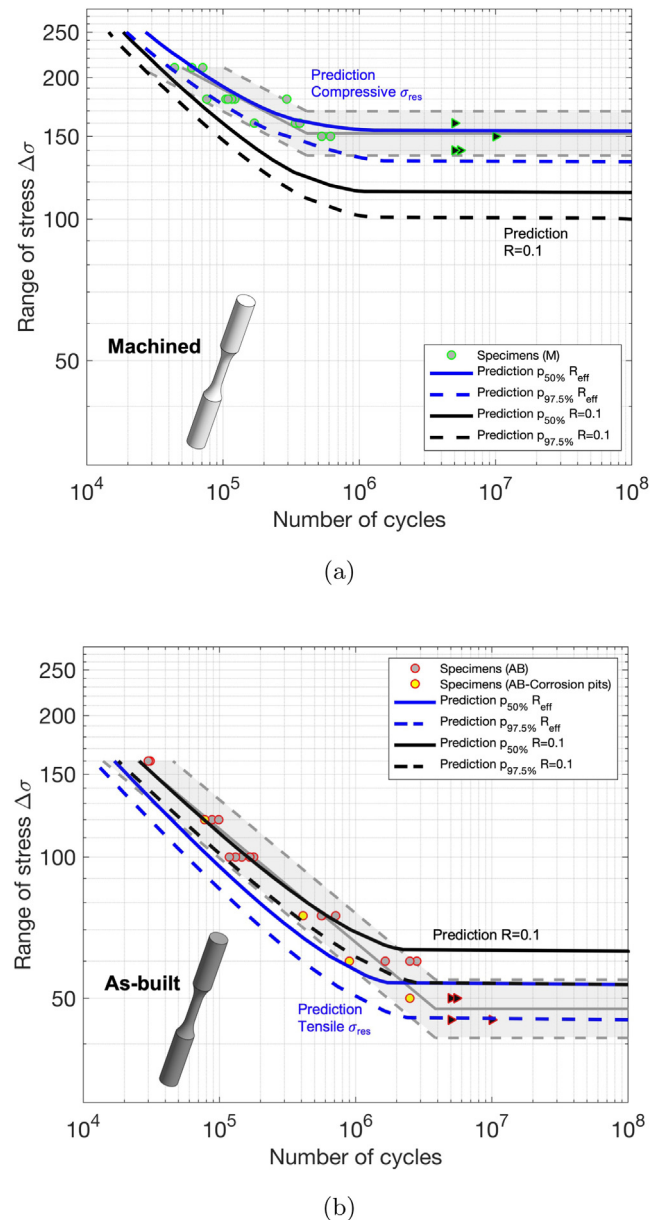 250
200
150
100
50
Range of stress Δσ
Prediction
Compressive σres
Prediction
R=0.1
Machined
Specimens (M)
Prediction p50% Reff
Prediction p97.5% Reff
Prediction p50% R=0.1
Prediction p97.5% R=0.1
10^4 10^5 10^6 10^7 10^8
Number of cycles
(a)
250
200
150
100
50
Range of stress Δσ
Specimens (AB)
Specimens (AB-Corrosion pits)
Prediction p50% Reff
Prediction p97.5% Reff
Prediction p50% R=0.1
Prediction p97.5% R=0.1
Prediction R=0.1
As-built
Prediction
Tensile σres
10^4 10^5 10^6 10^7 10^8
Number of cycles
(b)